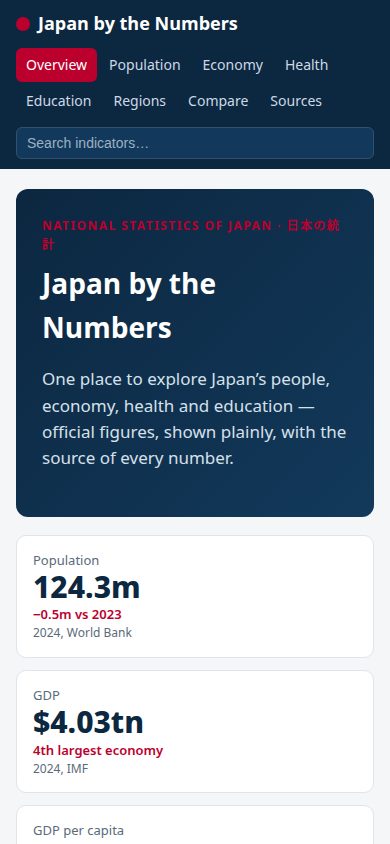 Japan by the Numbers
Overview Population Economy Health
Education Regions Compare Sources
Search indicators…
NATIONAL STATISTICS OF JAPAN · 日本の統
計
Japan by the
Numbers
One place to explore Japan’s people,
economy, health and education —
official figures, shown plainly, with the
source of every number.
Population
124.3m
−0.5m vs 2023
2024, World Bank
GDP
$4.03tn
4th largest economy
2024, IMF
GDP per capita